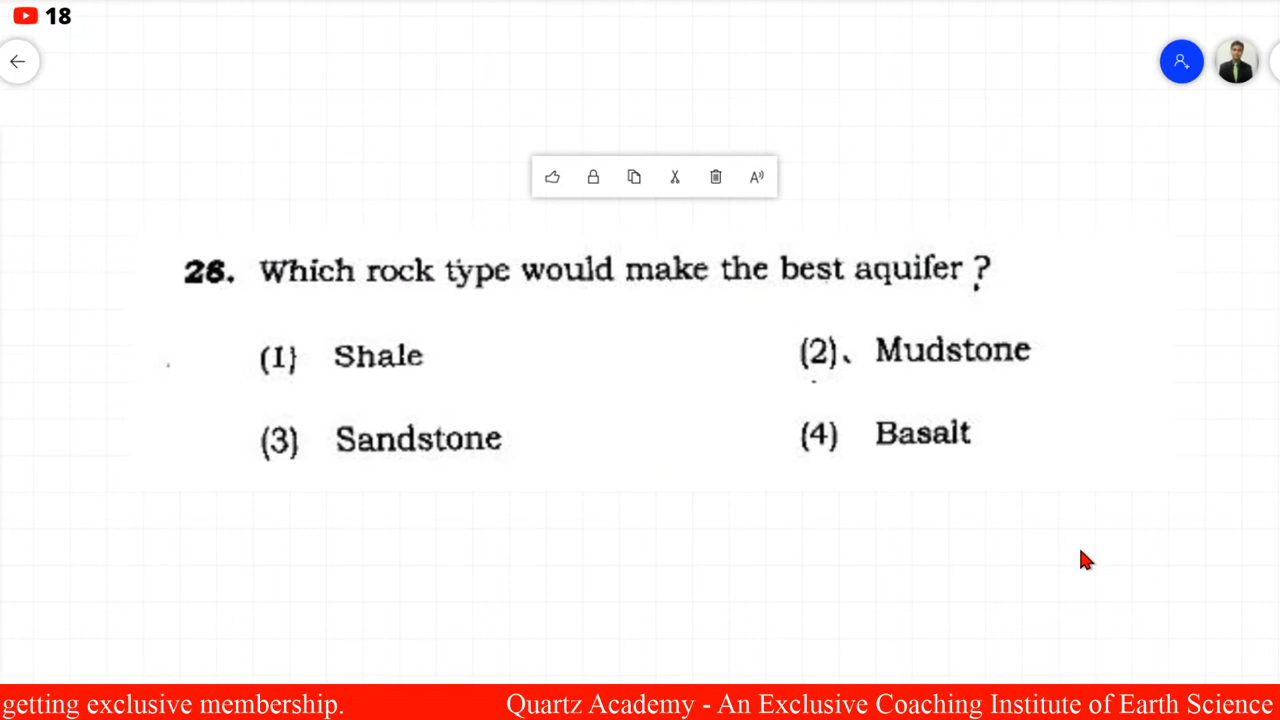 18
A
26. Which rock type would make the best aquifer ?
(1) Shale (2) Mudstone
(3) Sandstone (4) Basalt
getting exclusive membership. Quartz Academy - An Exclusive Coaching Institute of Earth Science